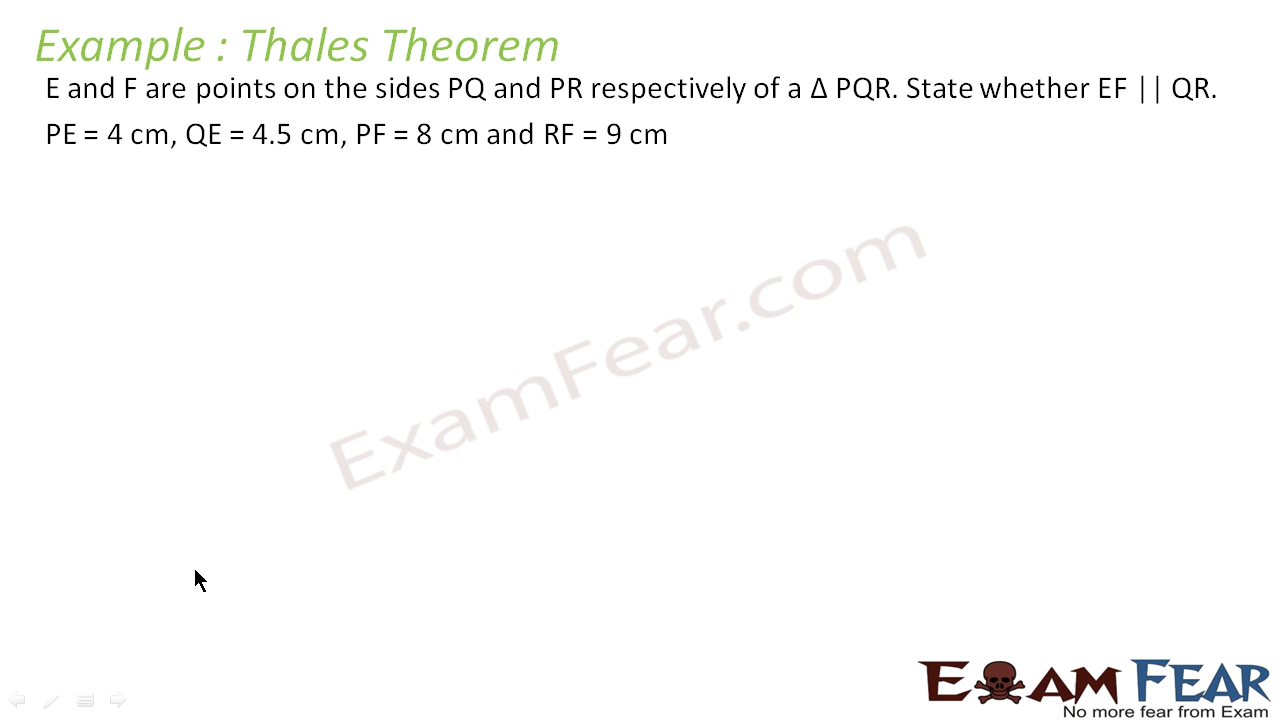 Example : Thales Theorem
E and F are points on the sides PQ and PR respectively of a Δ PQR. State whether EF || QR.
PE = 4 cm, QE = 4.5 cm, PF = 8 cm and RF = 9 cm
ExamFear.com
EXAM FEAR
No more fear from Exam